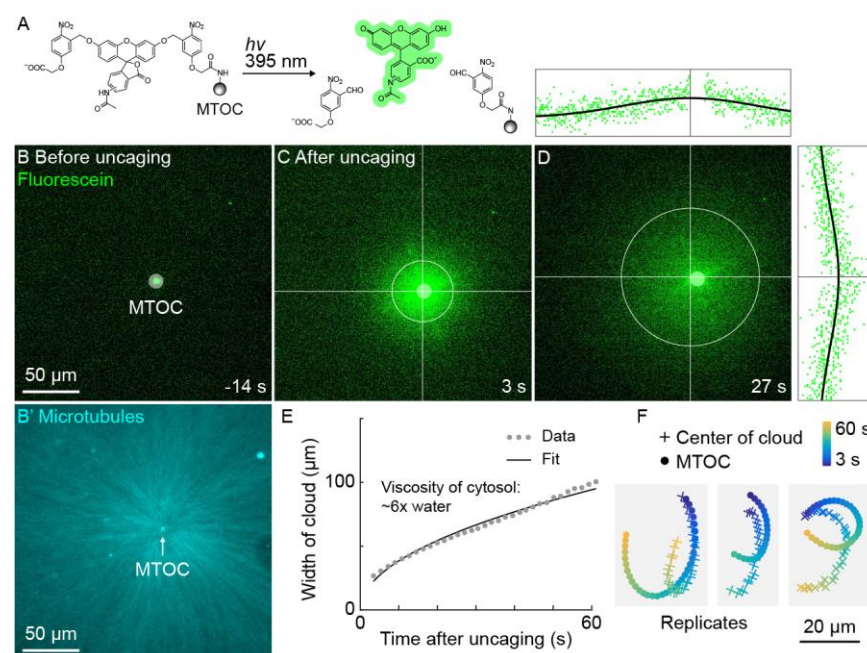 A
NO₂
O₂N
⁻OOC
O
O
O
O
O
O
NH
HN
O
MTOC
hν
395 nm
O
O
OH
COO⁻
N
O
NO₂
CHO
⁻OOC
O
NO₂
OHC
O
O
N
B Before uncaging
Fluorescein
MTOC
50 µm
-14 s
C After uncaging
3 s
D
27 s
B' Microtubules
MTOC
50 µm
E
Width of cloud (µm)
100
0
Data
Fit
Viscosity of cytosol:
~6x water
0
60
Time after uncaging (s)
F
+ Center of cloud
● MTOC
60 s
3 s
Replicates
20 µm